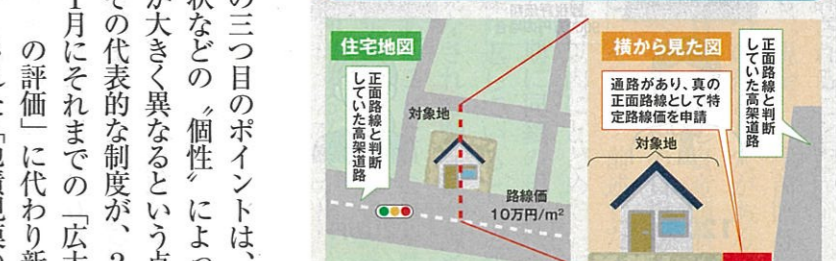 の三つ目のポイントは、
状などの〝個性〟によっ
が大きく異なるという点
その代表的な制度が、2
1月にそれまでの「広大
の評価」に代わり新
住宅地図
正面路線と判断
していた高架道路
対象地
路線価
10万円/m²
横から見た図
正面路線と判断
していた高架道路
通路があり、真の
正面路線として特
定路線価を申請
対象地